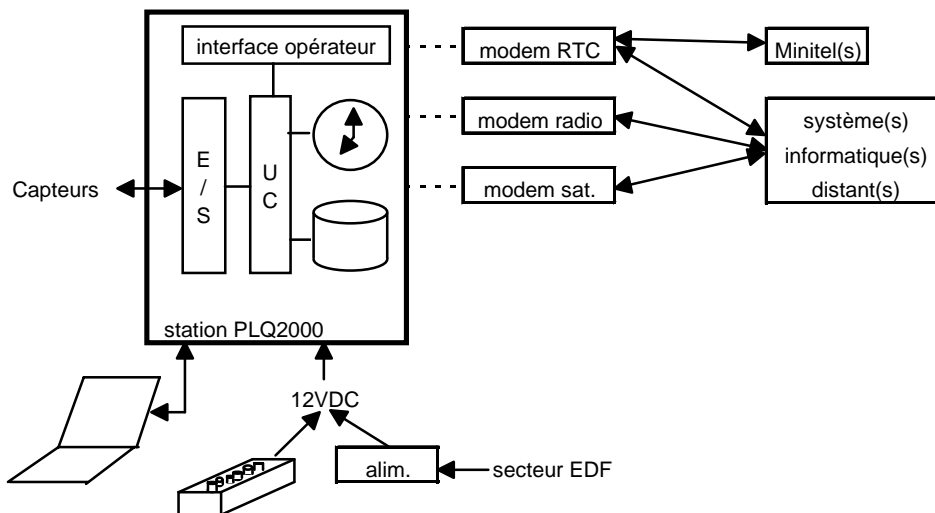 interface opérateur
modem RTC
Minitel(s)
modem radio
système(s)
informatique(s)
distant(s)
E
/
S
U
C
Capteurs
modem sat.
station PLQ2000
12VDC
alim.
secteur EDF